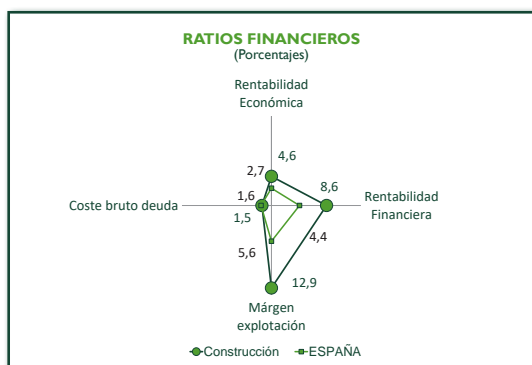 RATIOS FINANCIEROS
(Porcentajes)
Rentabilidad
Económica
2,7
4,6
1,6
8,6
Coste bruto deuda
Rentabilidad
Financiera
1,5
4,4
5,6
12,9
Márgen
explotación
Construcción
ESPAÑA